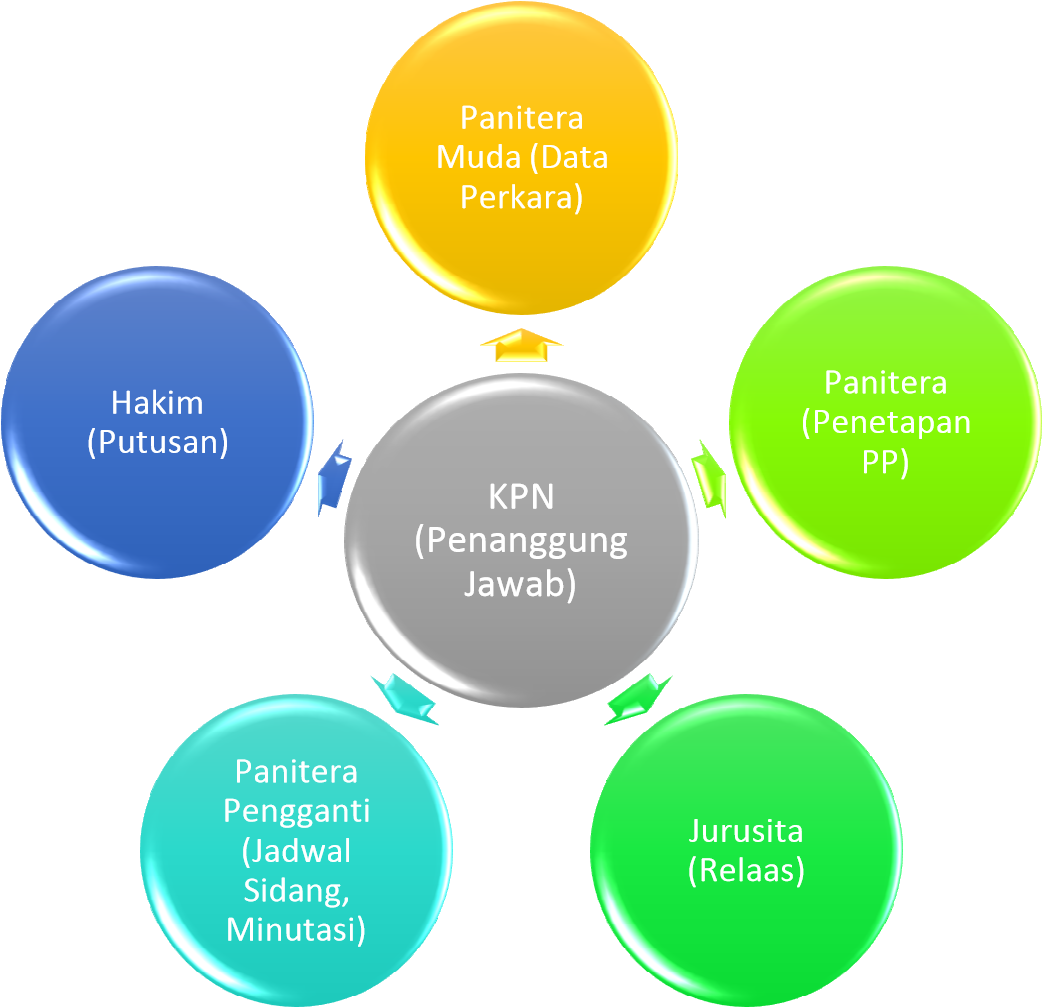 Panitera
Muda (Data
Perkara)
Hakim
(Putusan)
Panitera
(Penetapan
PP)
KPN
(Penanggung
Jawab)
Panitera
Pengganti
(Jadwal
Sidang,
Minutasi)
Jurusita
(Relaas)